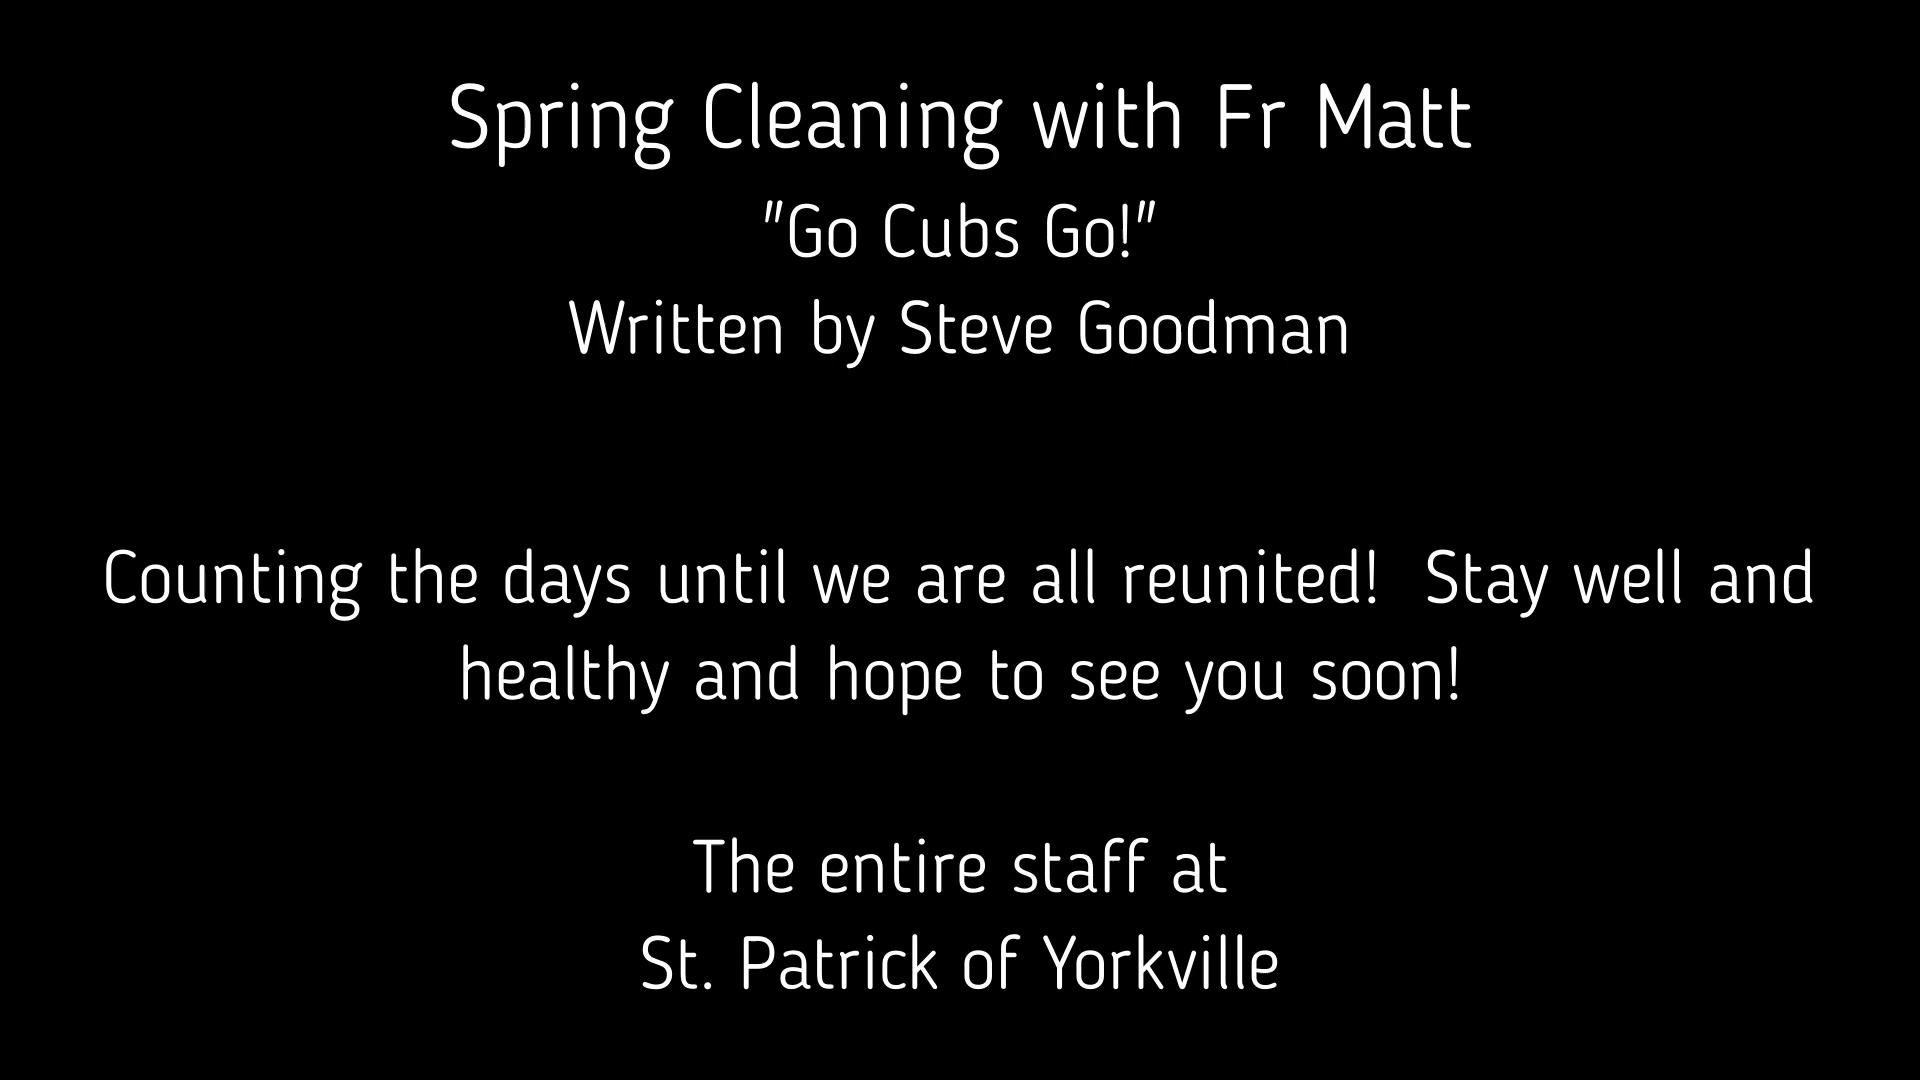 Spring Cleaning with Fr Matt
"Go Cubs Go!"
Written by Steve Goodman
Counting the days until we are all reunited!  Stay well and
healthy and hope to see you soon!
The entire staff at
St. Patrick of Yorkville